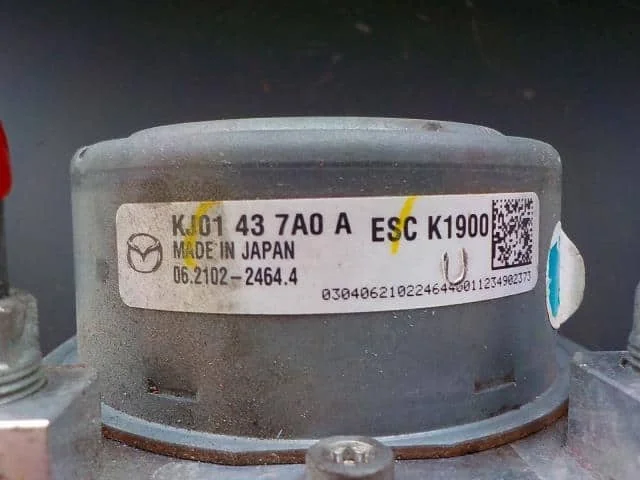 KJ01 43 7A0 A ESC K1900
MADE IN JAPAN
06.2102-2464.4
U
0304062102246440011234902373